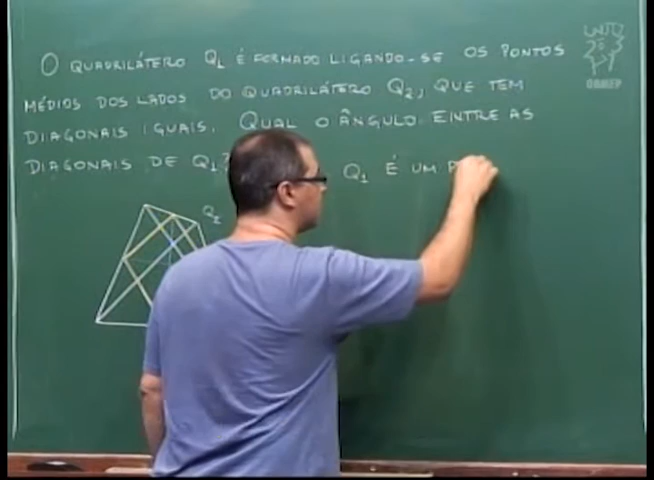 O QUADRILÁTERO Q1 É FORMADO LIGANDO-SE OS PONTOS
MÉDIOS DOS LADOS DO QUADRILÁTERO Q2, QUE TEM
DIAGONAIS IGUAIS. QUAL O ÂNGULO ENTRE AS
DIAGONAIS DE Q1?
Q1 É UM P
Q2
OBMEP